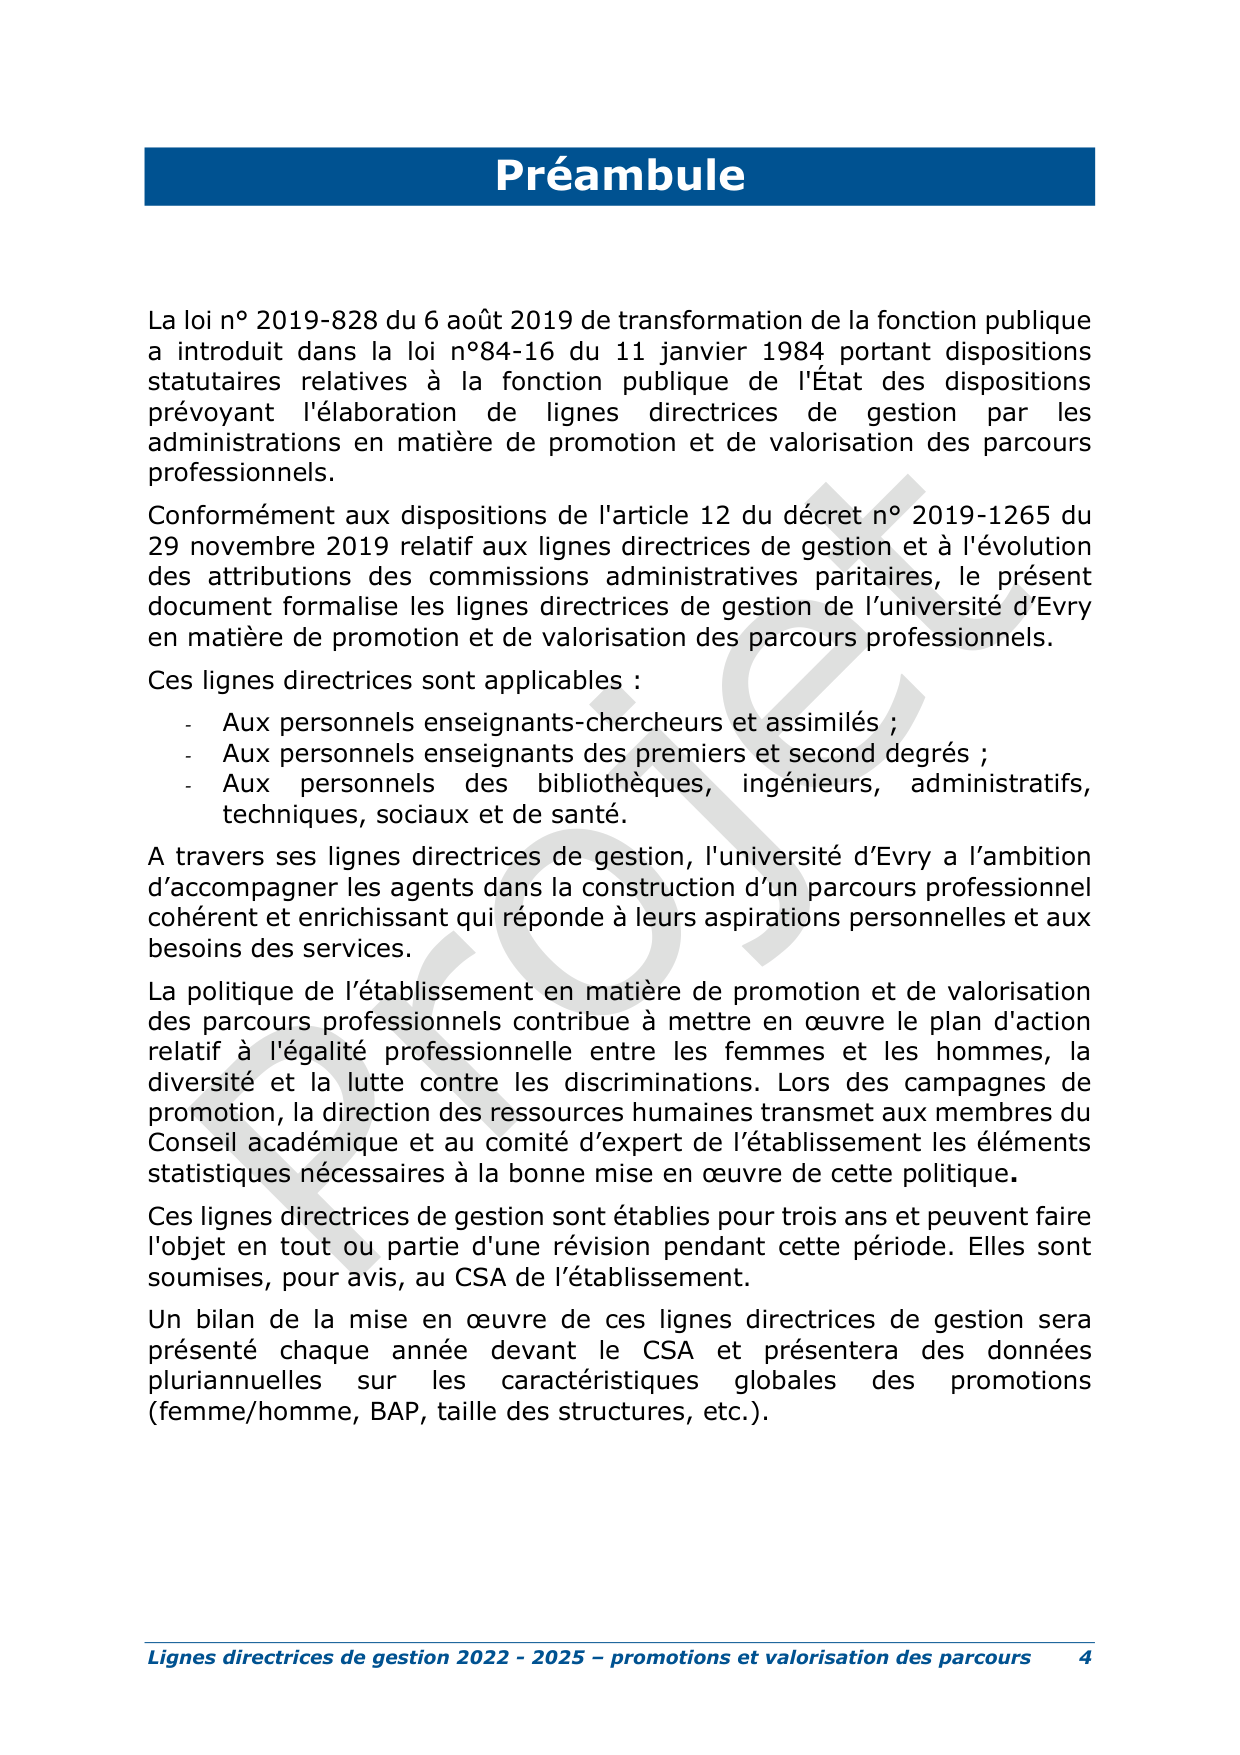 Préambule
La loi n° 2019-828 du 6 août 2019 de transformation de la fonction publique
a introduit dans la loi n°84-16 du 11 janvier 1984 portant dispositions
statutaires relatives à la fonction publique de l'État des dispositions
prévoyant l'élaboration de lignes directrices de gestion par les
administrations en matière de promotion et de valorisation des parcours
professionnels.
Conformément aux dispositions de l'article 12 du décret n° 2019-1265 du
29 novembre 2019 relatif aux lignes directrices de gestion et à l'évolution
des attributions des commissions administratives paritaires, le présent
document formalise les lignes directrices de gestion de l’université d’Evry
en matière de promotion et de valorisation des parcours professionnels.
Ces lignes directrices sont applicables :
- Aux personnels enseignants-chercheurs et assimilés ;
- Aux personnels enseignants des premiers et second degrés ;
- Aux personnels des bibliothèques, ingénieurs, administratifs,
techniques, sociaux et de santé.
A travers ses lignes directrices de gestion, l'université d’Evry a l’ambition
d’accompagner les agents dans la construction d’un parcours professionnel
cohérent et enrichissant qui réponde à leurs aspirations personnelles et aux
besoins des services.
La politique de l’établissement en matière de promotion et de valorisation
des parcours professionnels contribue à mettre en œuvre le plan d'action
relatif à l'égalité professionnelle entre les femmes et les hommes, la
diversité et la lutte contre les discriminations. Lors des campagnes de
promotion, la direction des ressources humaines transmet aux membres du
Conseil académique et au comité d’expert de l’établissement les éléments
statistiques nécessaires à la bonne mise en œuvre de cette politique.
Ces lignes directrices de gestion sont établies pour trois ans et peuvent faire
l'objet en tout ou partie d'une révision pendant cette période. Elles sont
soumises, pour avis, au CSA de l’établissement.
Un bilan de la mise en œuvre de ces lignes directrices de gestion sera
présenté chaque année devant le CSA et présentera des données
pluriannuelles sur les caractéristiques globales des promotions
(femme/homme, BAP, taille des structures, etc.).
Projet
Lignes directrices de gestion 2022 - 2025 – promotions et valorisation des parcours 4